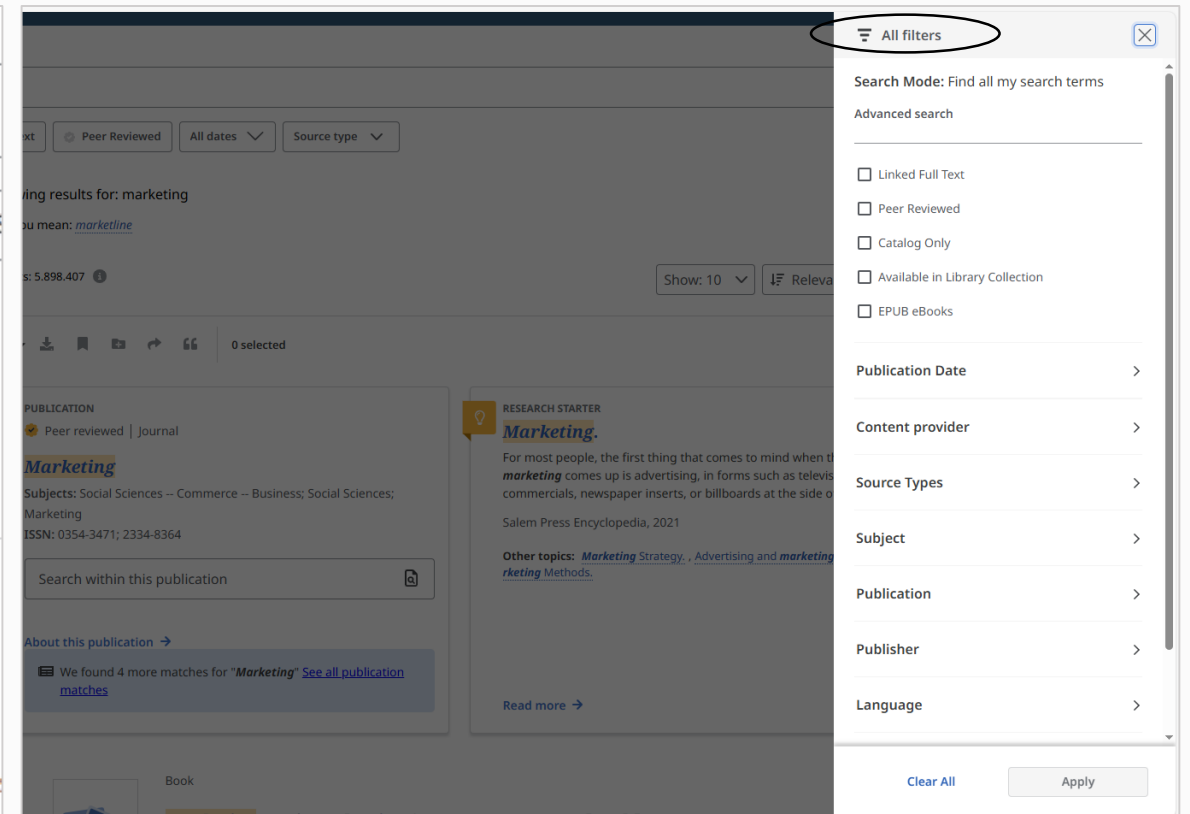 All filters
Search Mode: Find all my search terms
Advanced search
Linked Full Text
Peer Reviewed
Catalog Only
Available in Library Collection
EPUB eBooks
Publication Date
Content provider
Source Types
Subject
Publication
Publisher
Language
Clear All
Apply
xt
Peer Reviewed
All dates
Source type
ing results for: marketing
ou mean: marketline
s: 5.898.407
Show: 10
Releva
0 selected
PUBLICATION
Peer reviewed | Journal
Marketing
Subjects: Social Sciences -- Commerce -- Business; Social Sciences;
Marketing
ISSN: 0354-3471; 2334-8364
Search within this publication
About this publication
We found 4 more matches for "Marketing" See all publication
matches
RESEARCH STARTER
Marketing.
For most people, the first thing that comes to mind when th
marketing comes up is advertising, in forms such as televis
commercials, newspaper inserts, or billboards at the side o
Salem Press Encyclopedia, 2021
Other topics: Marketing Strategy. , Advertising and marketing
rketing Methods.
Read more
Book